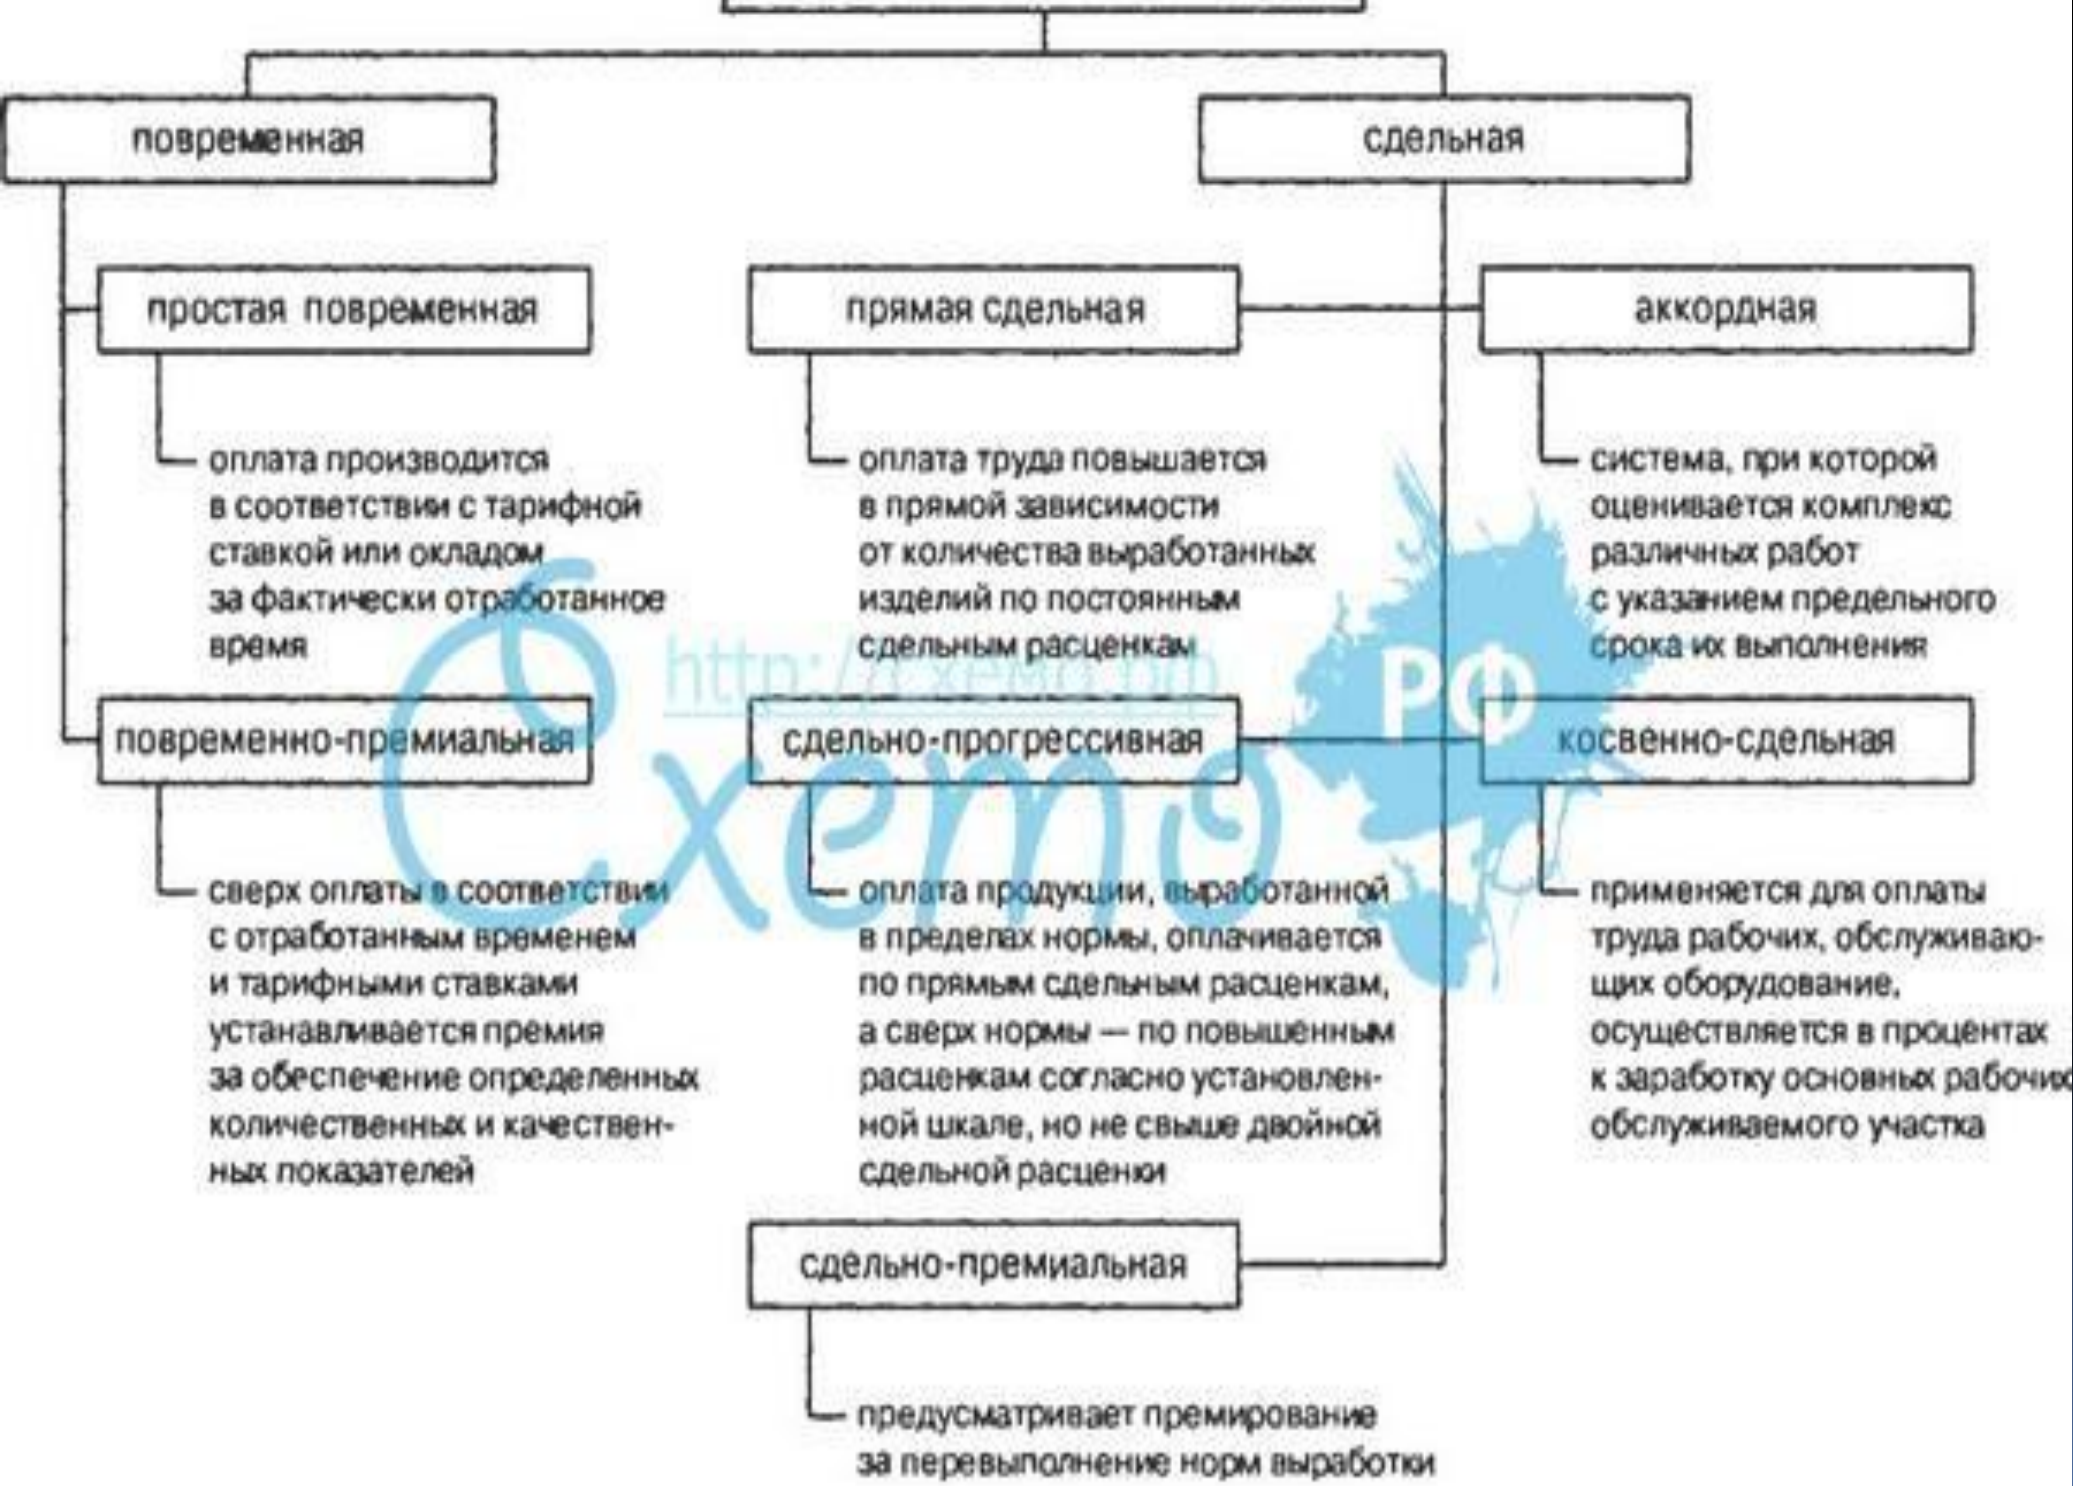 повременная
сдельная
простая повременная
прямая сдельная
аккордная
оплата производится
в соответствии с тарифной
ставкой или окладом
за фактически отработанное
время
оплата труда повышается
в прямой зависимости
от количества выработанных
изделий по постоянным
сдельным расценкам
система, при которой
оценивается комплекс
различных работ
с указанием предельного
срока их выполнения
http://схемо.рф
Схемо
РФ
повременно-премиальная
сдельно-прогрессивная
косвенно-сдельная
сверх оплаты в соответствии
с отработанным временем
и тарифными ставками
устанавливается премия
за обеспечение определенных
количественных и качествен-
ных показателей
оплата продукции, выработанной
в пределах нормы, оплачивается
по прямым сдельным расценкам,
а сверх нормы — по повышенным
расценкам согласно установлен-
ной шкале, но не свыше двойной
сдельной расценки
применяется для оплаты
труда рабочих, обслуживаю-
щих оборудование,
осуществляется в процентах
к заработку основных рабочих
обслуживаемого участка
сдельно-премиальная
предусматривает премирование
за перевыполнение норм выработки